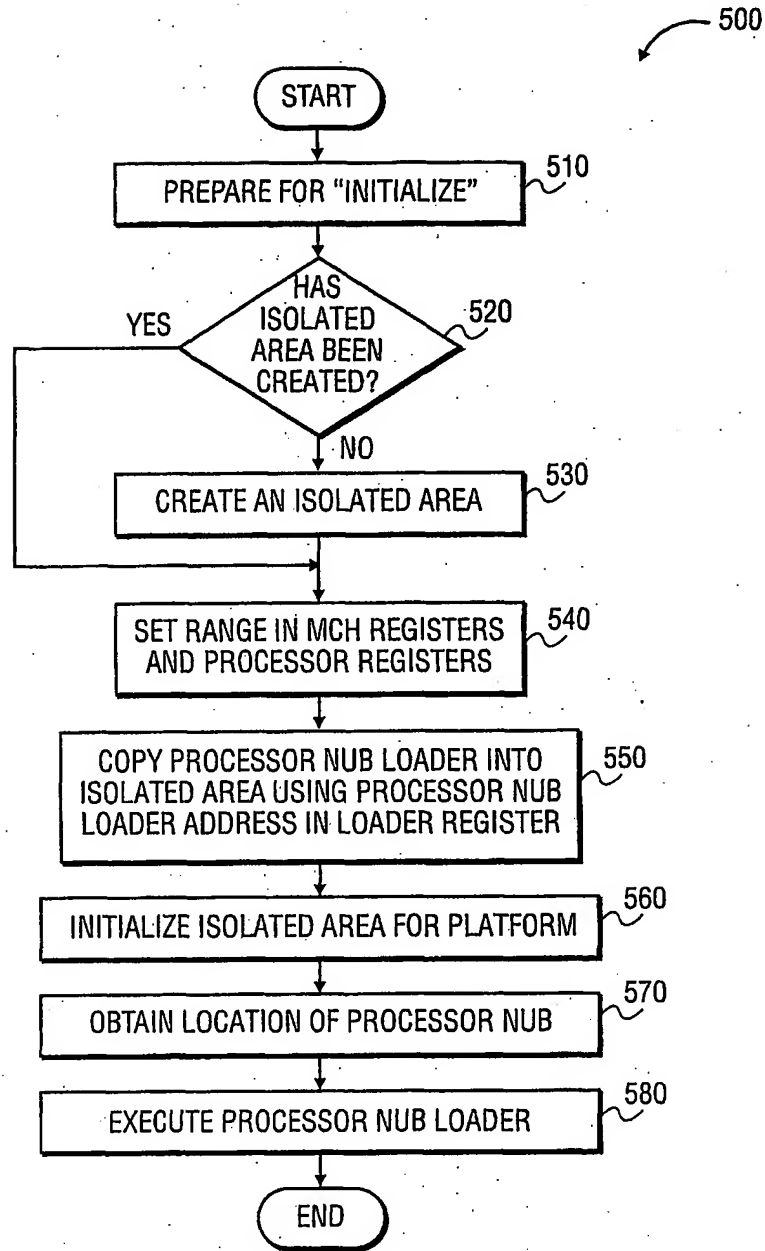 500
START
PREPARE FOR “INITIALIZE”
510
HAS
ISOLATED
AREA BEEN
CREATED?
520
YES
NO
CREATE AN ISOLATED AREA
530
SET RANGE IN MCH REGISTERS
AND PROCESSOR REGISTERS
540
COPY PROCESSOR NUB LOADER INTO
ISOLATED AREA USING PROCESSOR NUB
LOADER ADDRESS IN LOADER REGISTER
550
INITIALIZE ISOLATED AREA FOR PLATFORM
560
OBTAIN LOCATION OF PROCESSOR NUB
570
EXECUTE PROCESSOR NUB LOADER
580
END